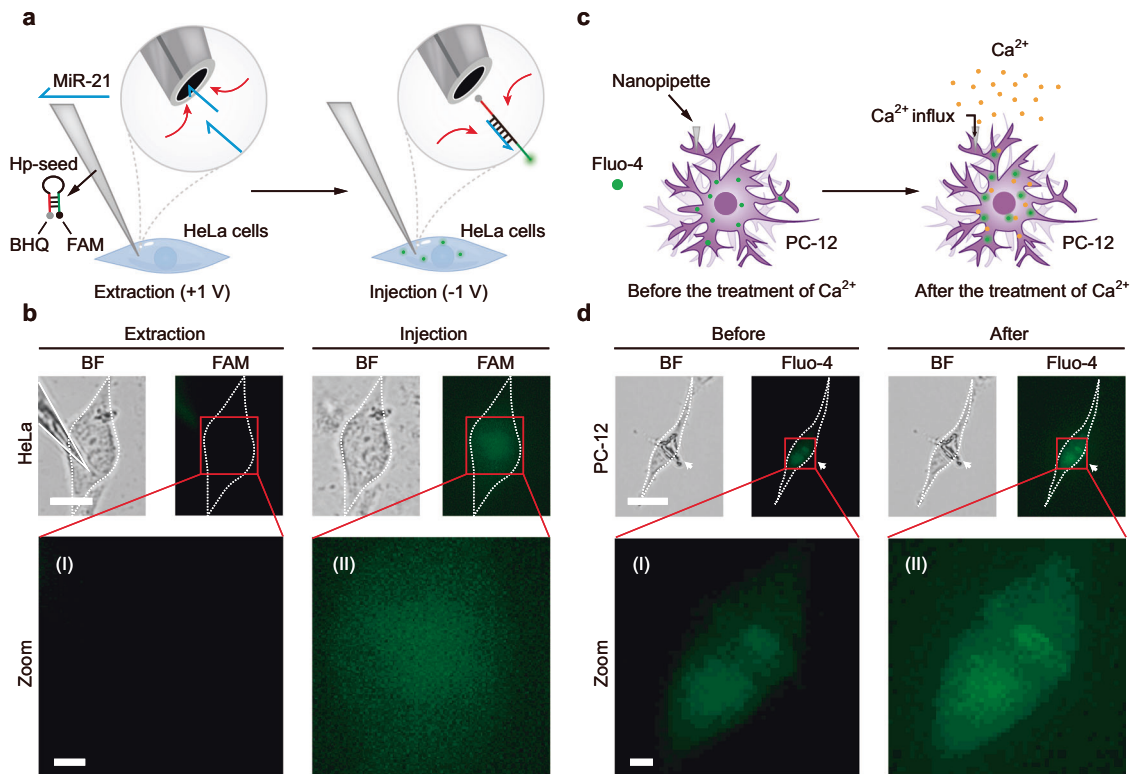 a
MiR-21
Hp-seed
BHQ
FAM
HeLa cells
Extraction (+1 V)
HeLa cells
Injection (-1 V)
c
Nanopipette
Fluo-4
PC-12
Before the treatment of Ca²⁺
Ca²⁺
Ca²⁺ influx
PC-12
After the treatment of Ca²⁺
b
Extraction
Injection
BF
FAM
BF
FAM
HeLa
Zoom
(I)
(II)
d
Before
After
BF
Fluo-4
BF
Fluo-4
PC-12
Zoom
(I)
(II)